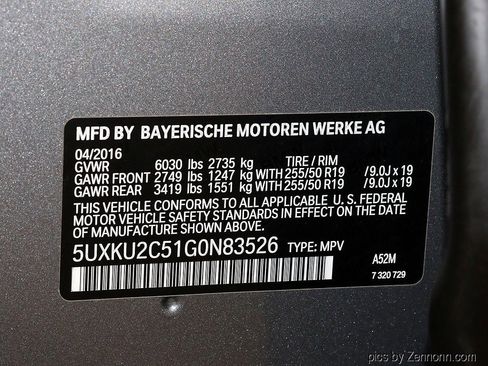 MFD BY BAYERISCHE MOTOREN WERKE AG
04/2016
GVWR 6030 lbs 2735 kg TIRE / RIM
GAWR FRONT 2749 lbs 1247 kg WITH 255/50 R19 /9.0J x 19
GAWR REAR 3419 lbs 1551 kg WITH 255/50 R19 /9.0J x 19
THIS VEHICLE CONFORMS TO ALL APPLICABLE U. S. FEDERAL
MOTOR VEHICLE SAFETY STANDARDS IN EFFECT ON THE
DATE OF MANUFACTURE SHOWN ABOVE.
5UXKU2C51G0N83526 TYPE: MPV A52M
7 320 729
pics by Zennonn.com